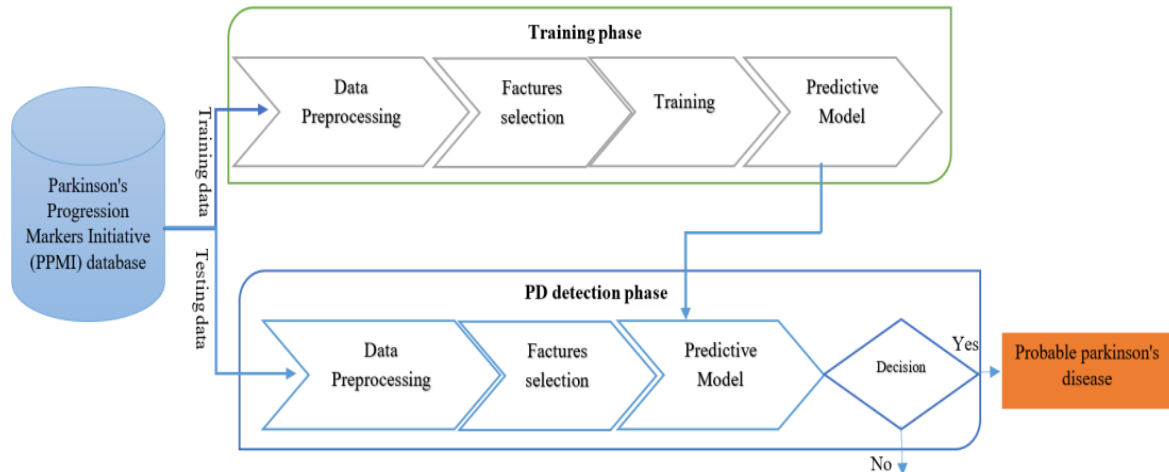 Training phase
Data
Preprocessing
Factures
selection
Training
Predictive
Model
Parkinson's
Progression
Markers Initiative
(PPMI) database
Training data
Testing data
PD detection phase
Data
Preprocessing
Factures
selection
Predictive
Model
Decision
Yes
No
Probable parkinson's
disease